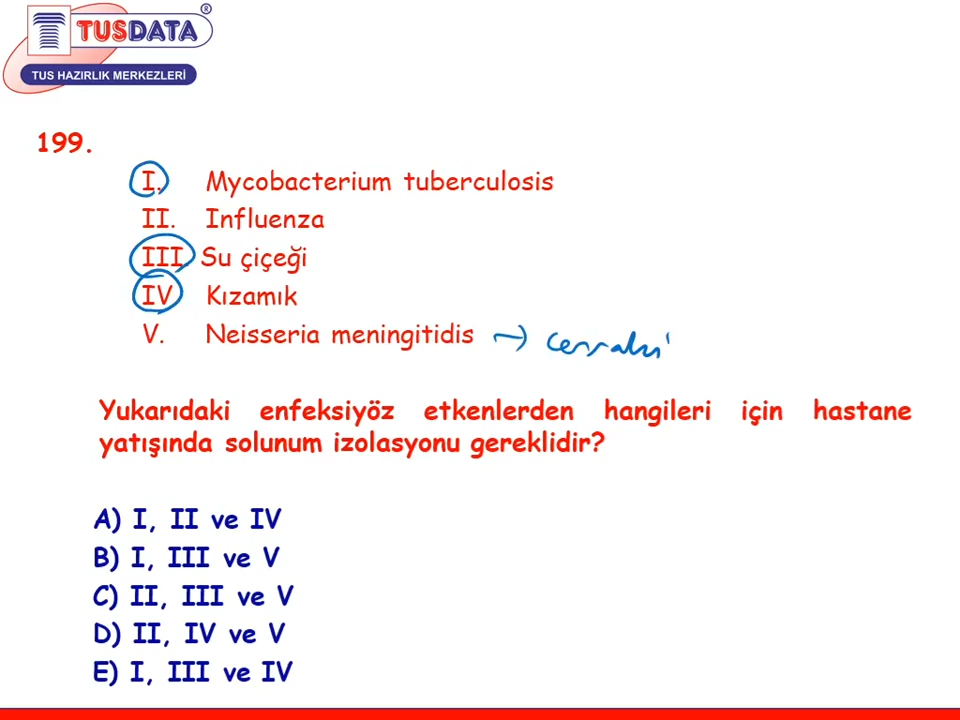 TUSDATA®
TUS HAZIRLIK MERKEZLERİ
199.
I. Mycobacterium tuberculosis
II. Influenza
III. Su çiçeği
IV Kızamık
V. Neisseria meningitidis →
Yukarıdaki enfeksiyöz etkenlerden hangileri için hastane
yatışında solunum izolasyonu gereklidir?
A) I, II ve IV
B) I, III ve V
C) II, III ve V
D) II, IV ve V
E) I, III ve IV